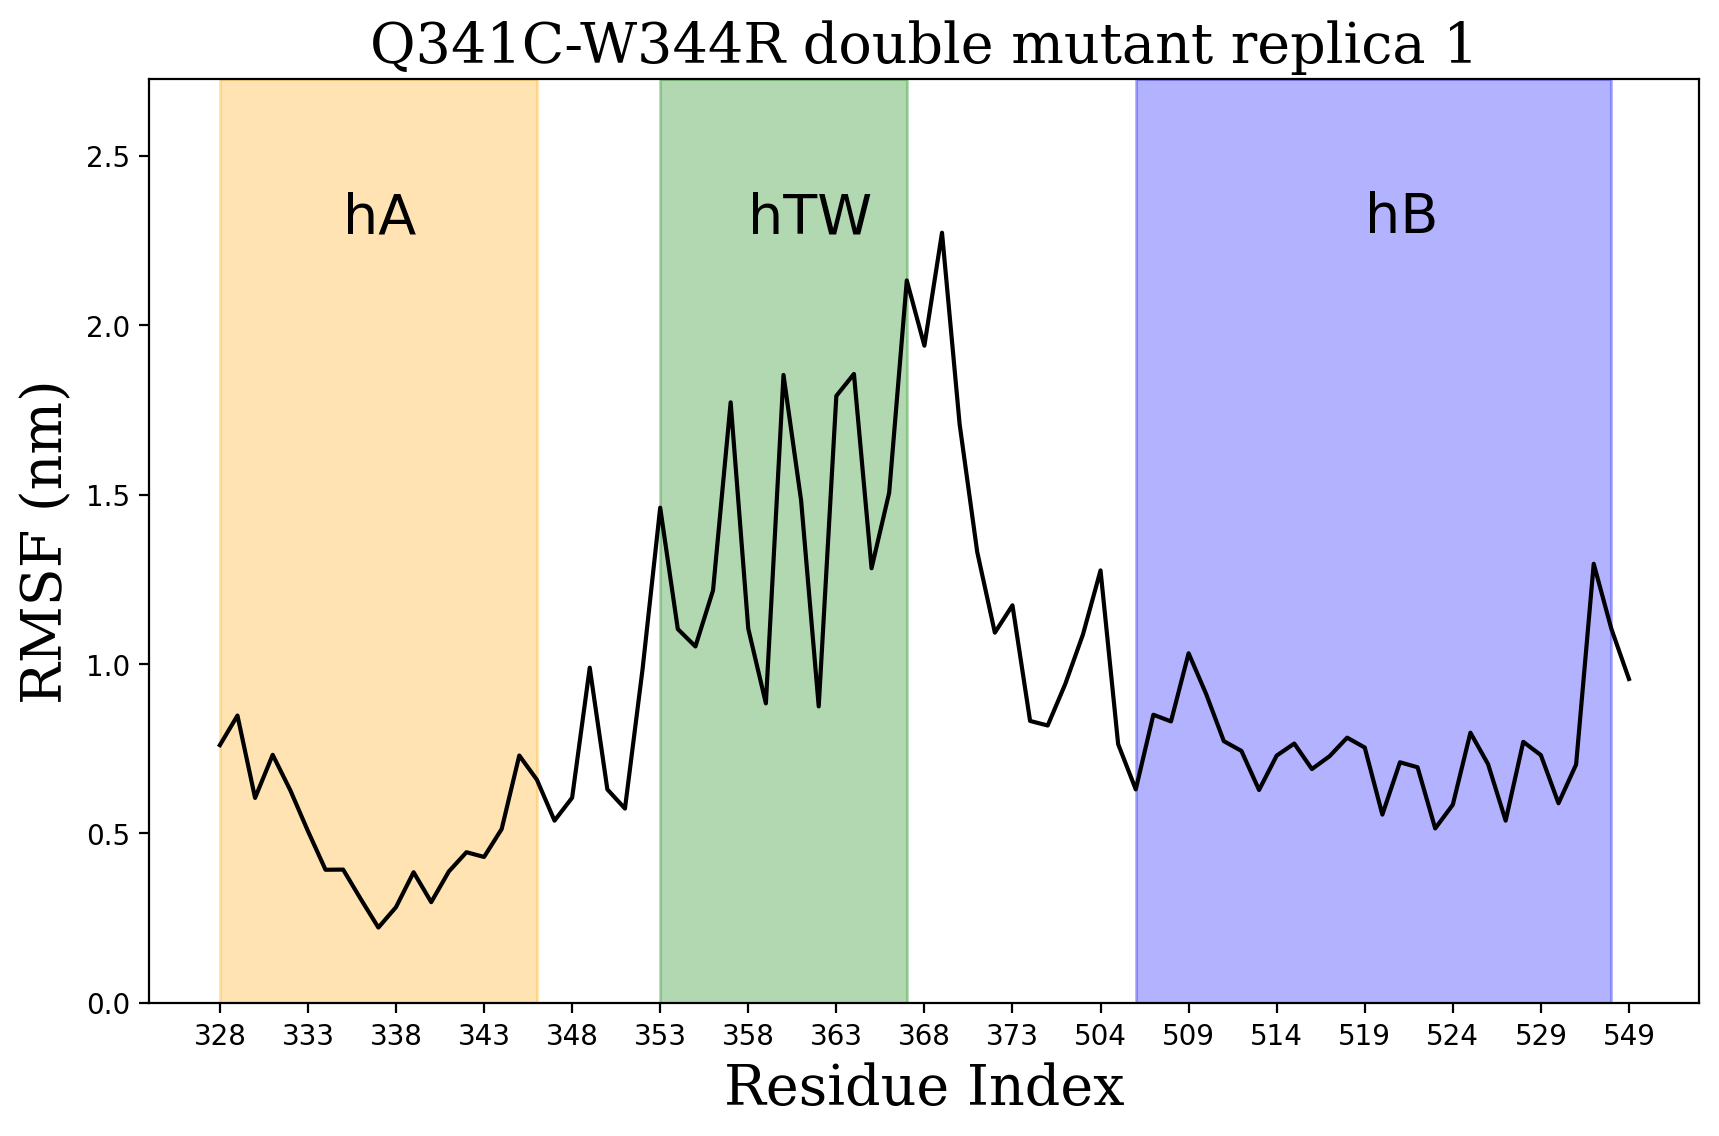 Q341C-W344R double mutant replica 1
hA
hTW
hB
RMSF (nm)
2.5
2.0
1.5
1.0
0.5
0.0
328 333 338 343 348 353 358 363 368 373 504 509 514 519 524 529 549
Residue Index